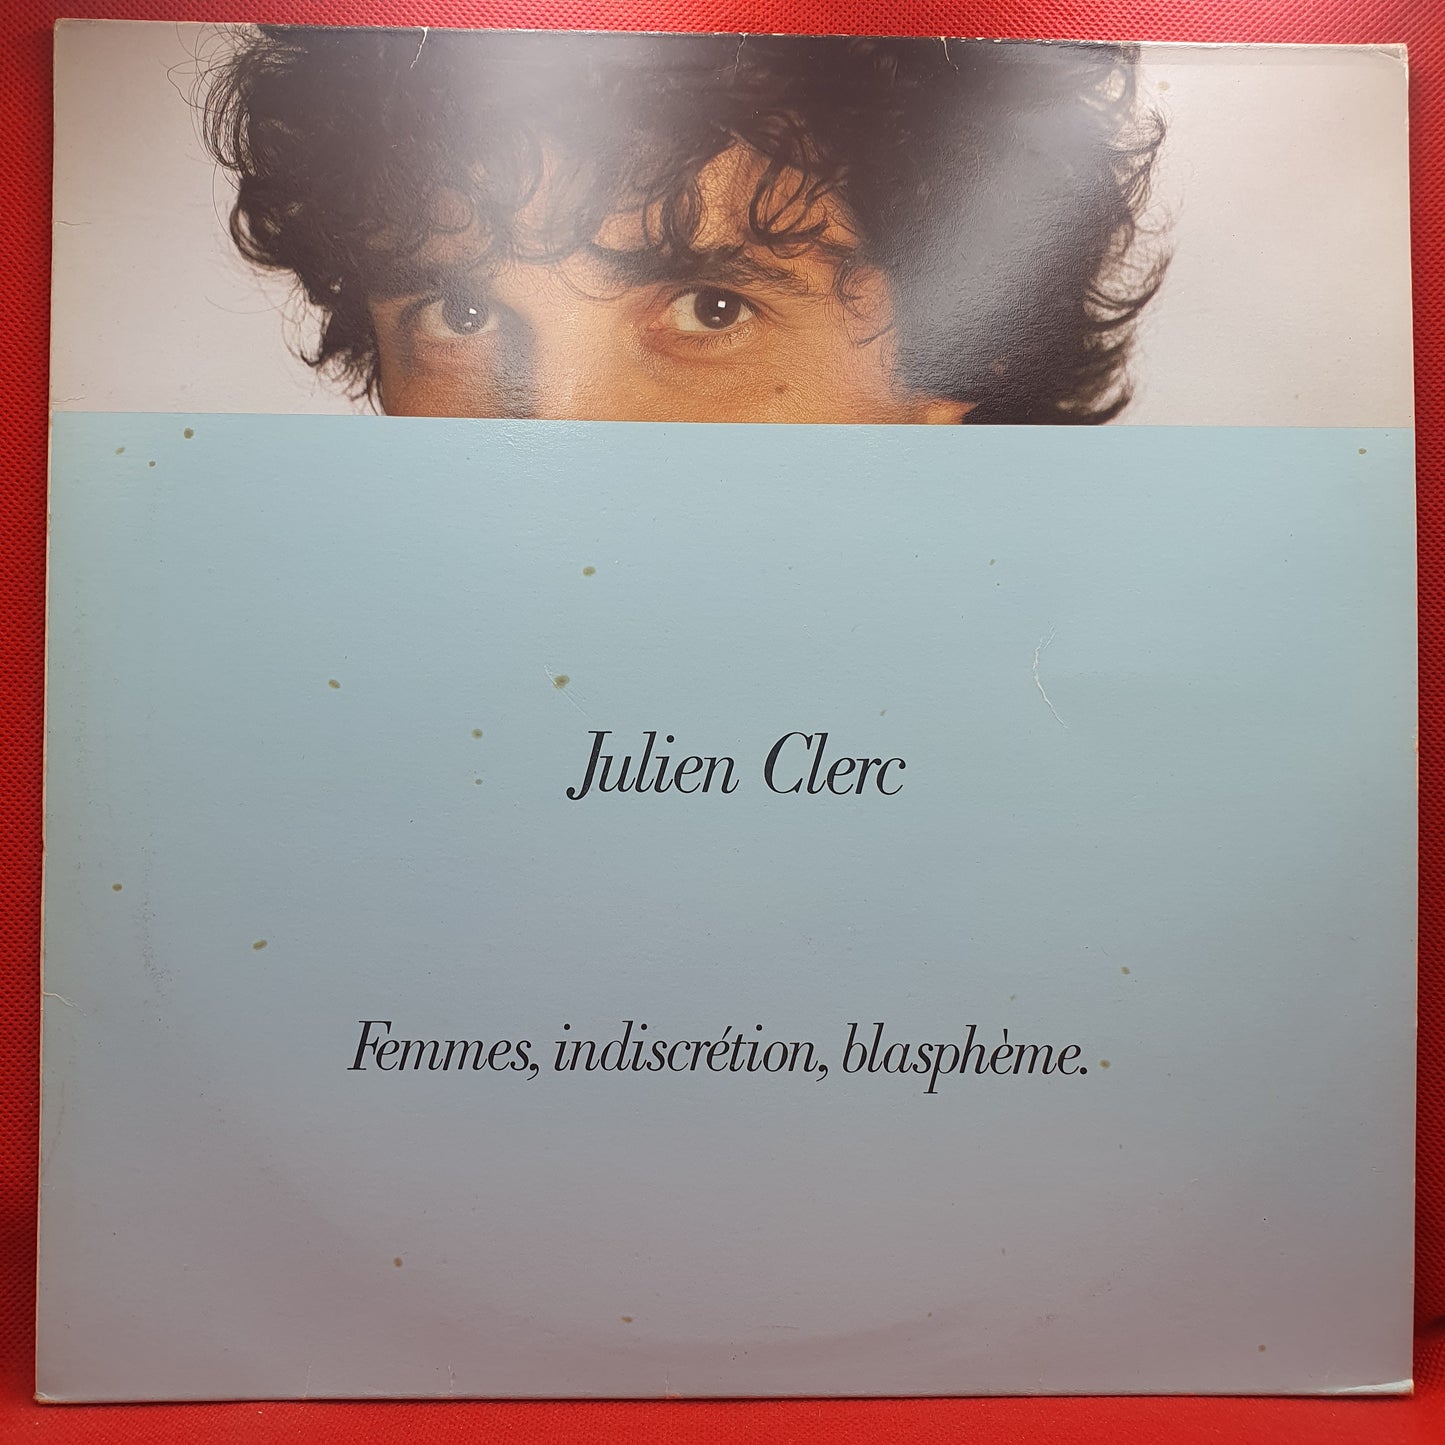 Julien Clerc
Femmes, indiscrétion, blasphème.